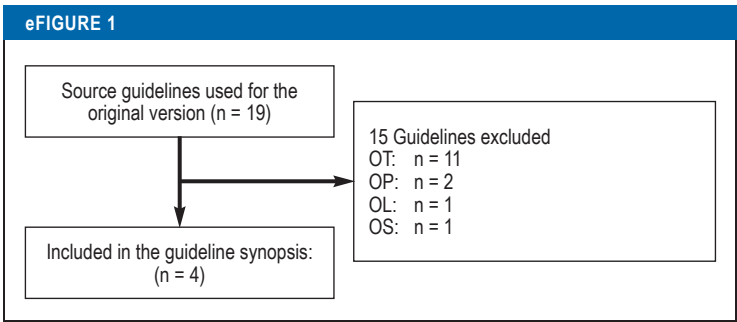 eFIGURE 1
Source guidelines used for the
original version (n = 19)
15 Guidelines excluded
OT: n = 11
OP: n = 2
OL: n = 1
OS: n = 1
Included in the guideline synopsis:
(n = 4)